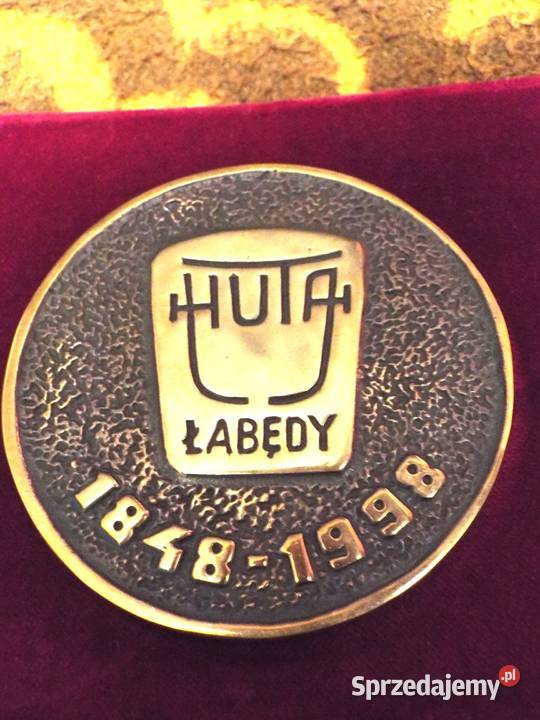 HUTA
ŁABĘDY
1848-1998
Sprzedajemy.pl